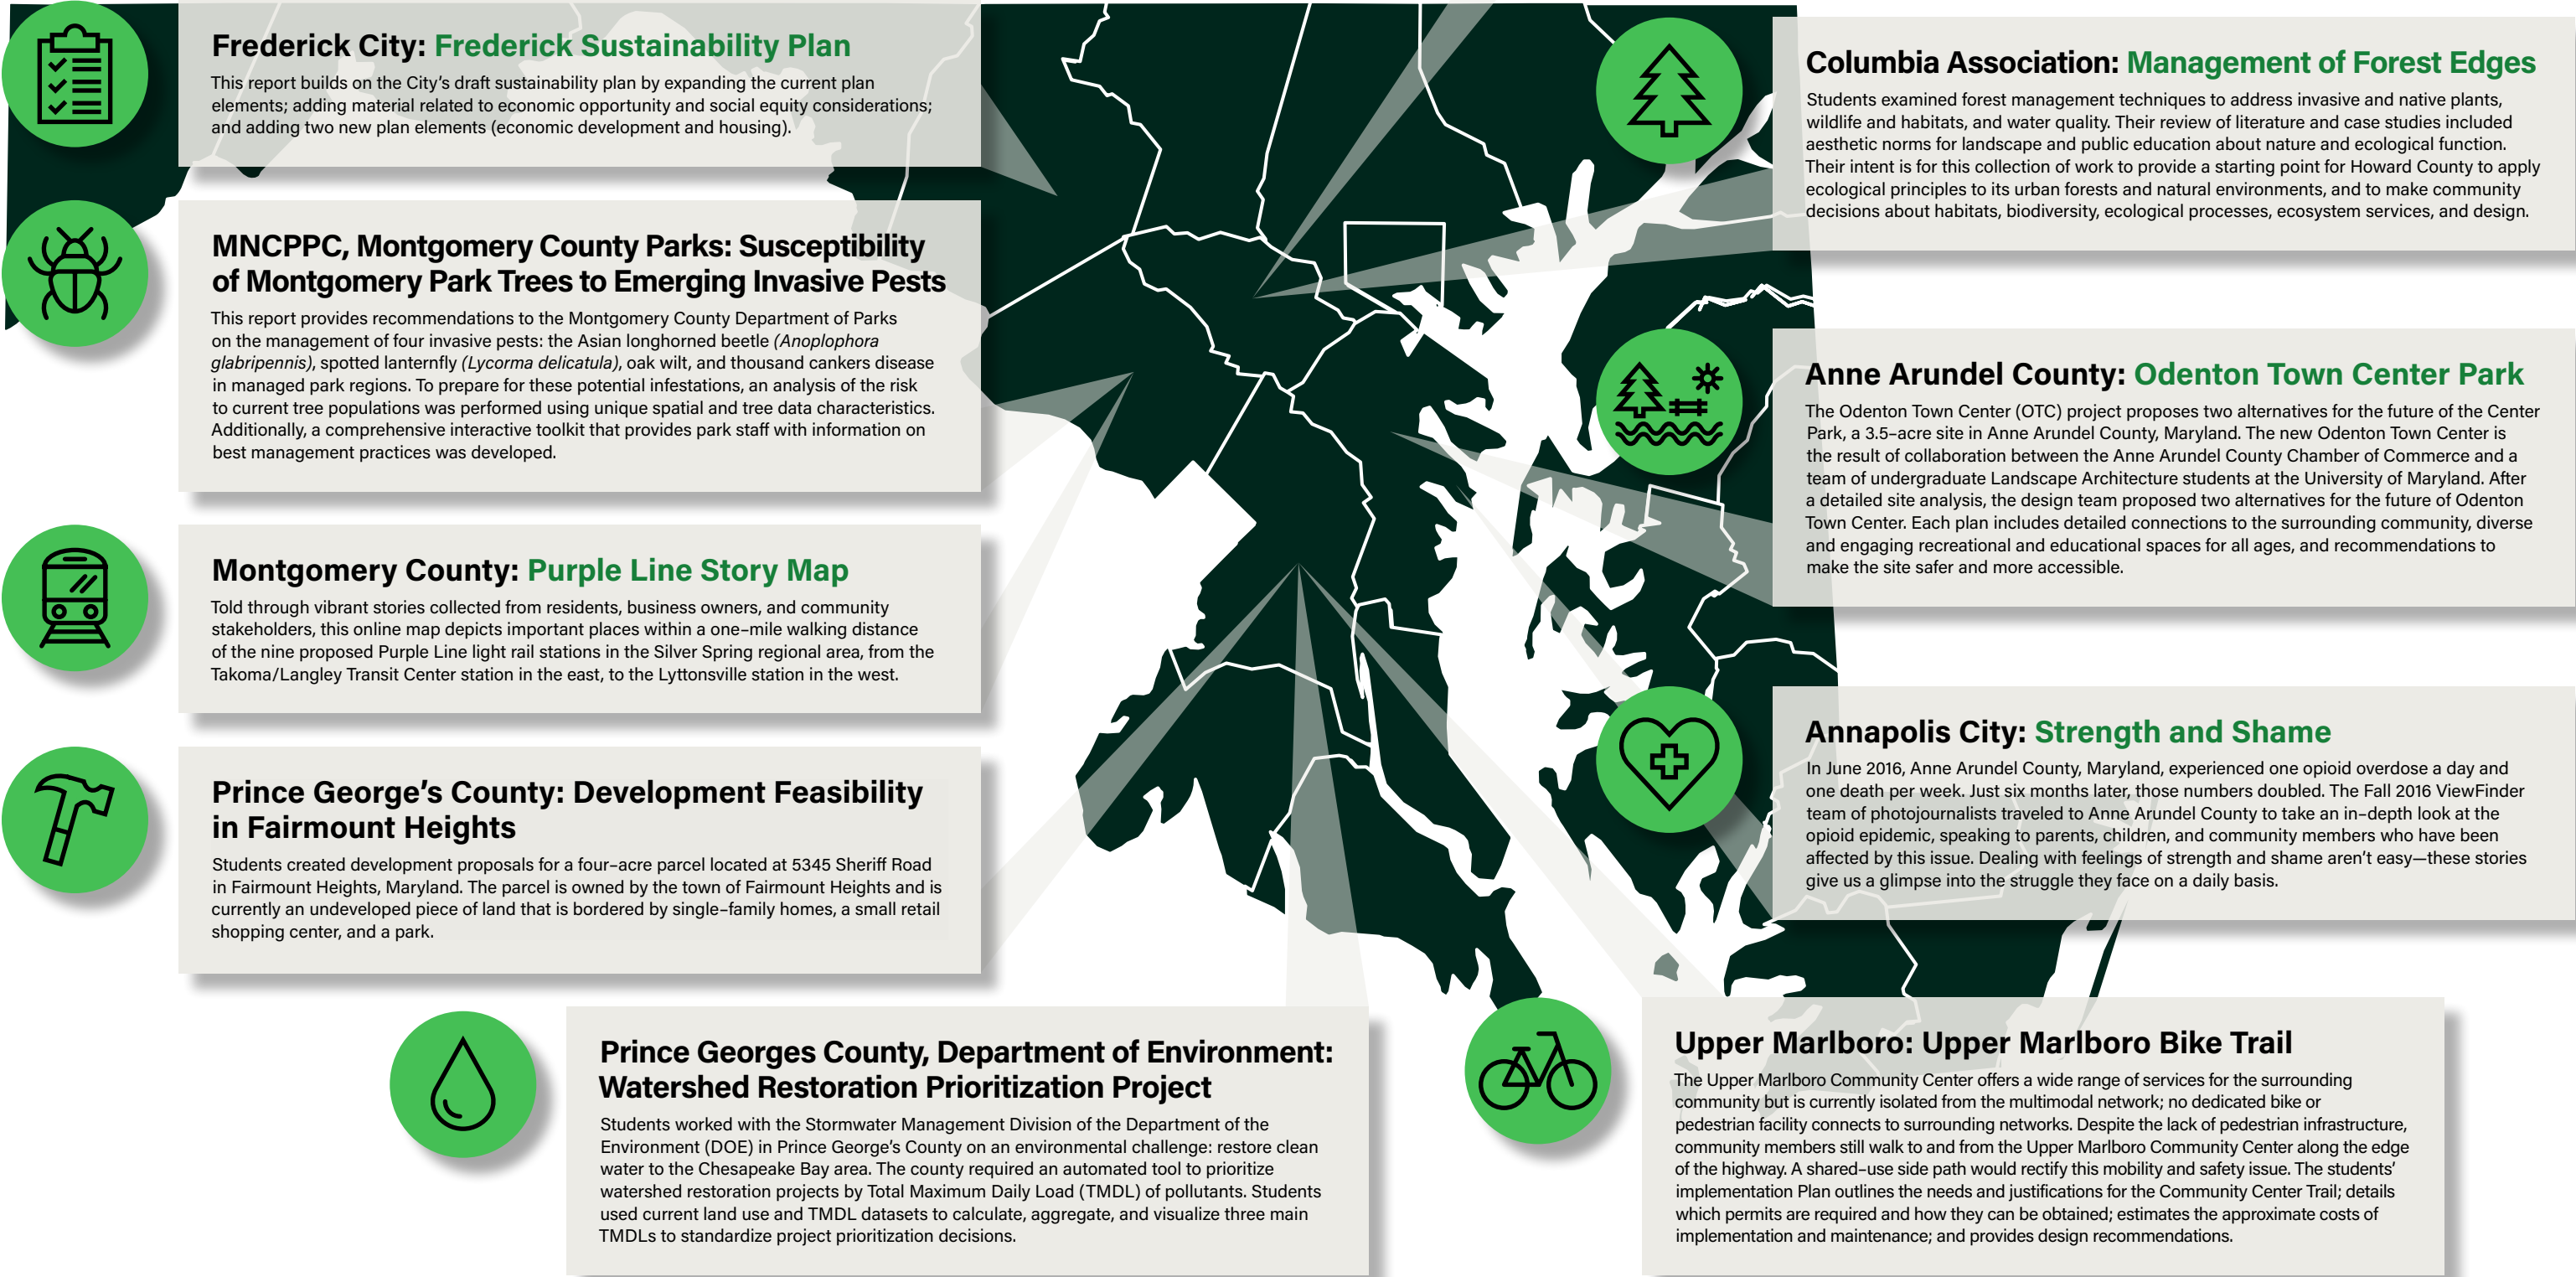 Frederick City: Frederick Sustainability Plan
This report builds on the City's draft sustainability plan by expanding the current plan
elements; adding material related to economic opportunity and social equity considerations;
and adding two new plan elements (economic development and housing).
MNCPPC, Montgomery County Parks: Susceptibility
of Montgomery Park Trees to Emerging Invasive Pests
This report provides recommendations to the Montgomery County Department of Parks
on the management of four invasive pests: the Asian longhorned beetle (Anoplophora
glabripennis), spotted lanternfly (Lycorma delicatula), oak wilt, and thousand cankers disease
in managed park regions. To prepare for these potential infestations, an analysis of the risk
to current tree populations was performed using unique spatial and tree data characteristics.
Additionally, a comprehensive interactive toolkit that provides park staff with information on
best management practices was developed.
Montgomery County: Purple Line Story Map
Told through vibrant stories collected from residents, business owners, and community
stakeholders, this online map depicts important places within a one-mile walking distance
of the nine proposed Purple Line light rail stations in the Silver Spring regional area, from the
Takoma/Langley Transit Center station in the east, to the Lyttonsville station in the west.
Prince George's County: Development Feasibility
in Fairmount Heights
Students created development proposals for a four-acre parcel located at 5345 Sheriff Road
in Fairmount Heights, Maryland. The parcel is owned by the town of Fairmount Heights and is
currently an undeveloped piece of land that is bordered by single-family homes, a small retail
shopping center, and a park.
Prince Georges County, Department of Environment:
Watershed Restoration Prioritization Project
Students worked with the Stormwater Management Division of the Department of the
Environment (DOE) in Prince George's County on an environmental challenge: restore clean
water to the Chesapeake Bay area. The county required an automated tool to prioritize
watershed restoration projects by Total Maximum Daily Load (TMDL) of pollutants. Students
used current land use and TMDL datasets to calculate, aggregate, and visualize three main
TMDLs to standardize project prioritization decisions.
Columbia Association: Management of Forest Edges
Students examined forest management techniques to address invasive and native plants,
wildlife and habitats, and water quality. Their review of literature and case studies included
aesthetic norms for landscape and public education about nature and ecological function.
Their intent is for this collection of work to provide a starting point for Howard County to apply
ecological principles to its urban forests and natural environments, and to make community
decisions about habitats, biodiversity, ecological processes, ecosystem services, and design.
Anne Arundel County: Odenton Town Center Park
The Odenton Town Center (OTC) project proposes two alternatives for the future of the Center
Park, a 3.5-acre site in Anne Arundel County, Maryland. The new Odenton Town Center is
the result of collaboration between the Anne Arundel County Chamber of Commerce and a
team of undergraduate Landscape Architecture students at the University of Maryland. After
a detailed site analysis, the design team proposed two alternatives for the future of Odenton
Town Center. Each plan includes detailed connections to the surrounding community, diverse
and engaging recreational and educational spaces for all ages, and recommendations to
make the site safer and more accessible.
Annapolis City: Strength and Shame
In June 2016, Anne Arundel County, Maryland, experienced one opioid overdose a day and
one death per week. Just six months later, those numbers doubled. The Fall 2016 ViewFinder
team of photojournalists traveled to Anne Arundel County to take an in-depth look at the
opioid epidemic, speaking to parents, children, and community members who have been
affected by this issue. Dealing with feelings of strength and shame aren't easy—these stories
give us a glimpse into the struggle they face on a daily basis.
Upper Marlboro: Upper Marlboro Bike Trail
The Upper Marlboro Community Center offers a wide range of services for the surrounding
community but is currently isolated from the multimodal network; no dedicated bike or
pedestrian facility connects to surrounding networks. Despite the lack of pedestrian infrastructure,
community members still walk to and from the Upper Marlboro Community Center along the edge
of the highway. A shared-use side path would rectify this mobility and safety issue. The students'
implementation Plan outlines the needs and justifications for the Community Center Trail; details
which permits are required and how they can be obtained; estimates the approximate costs of
implementation and maintenance; and provides design recommendations.